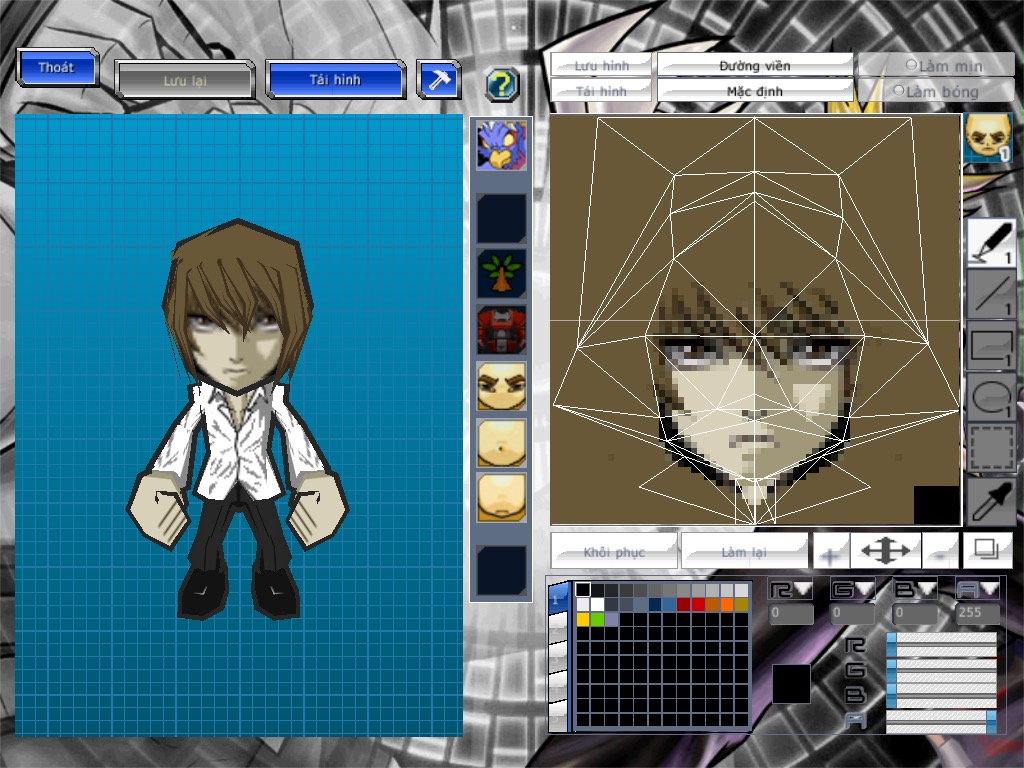 Thoát
Lưu lại
Tải hình
?
Lưu hình
Đường viền
Làm mịn
Tải hình
Mặc định
Làm bóng
1
1
1
1
1
Khôi phục
Làm lại
1
R G B A
0 0 0 255
R
G
B
A